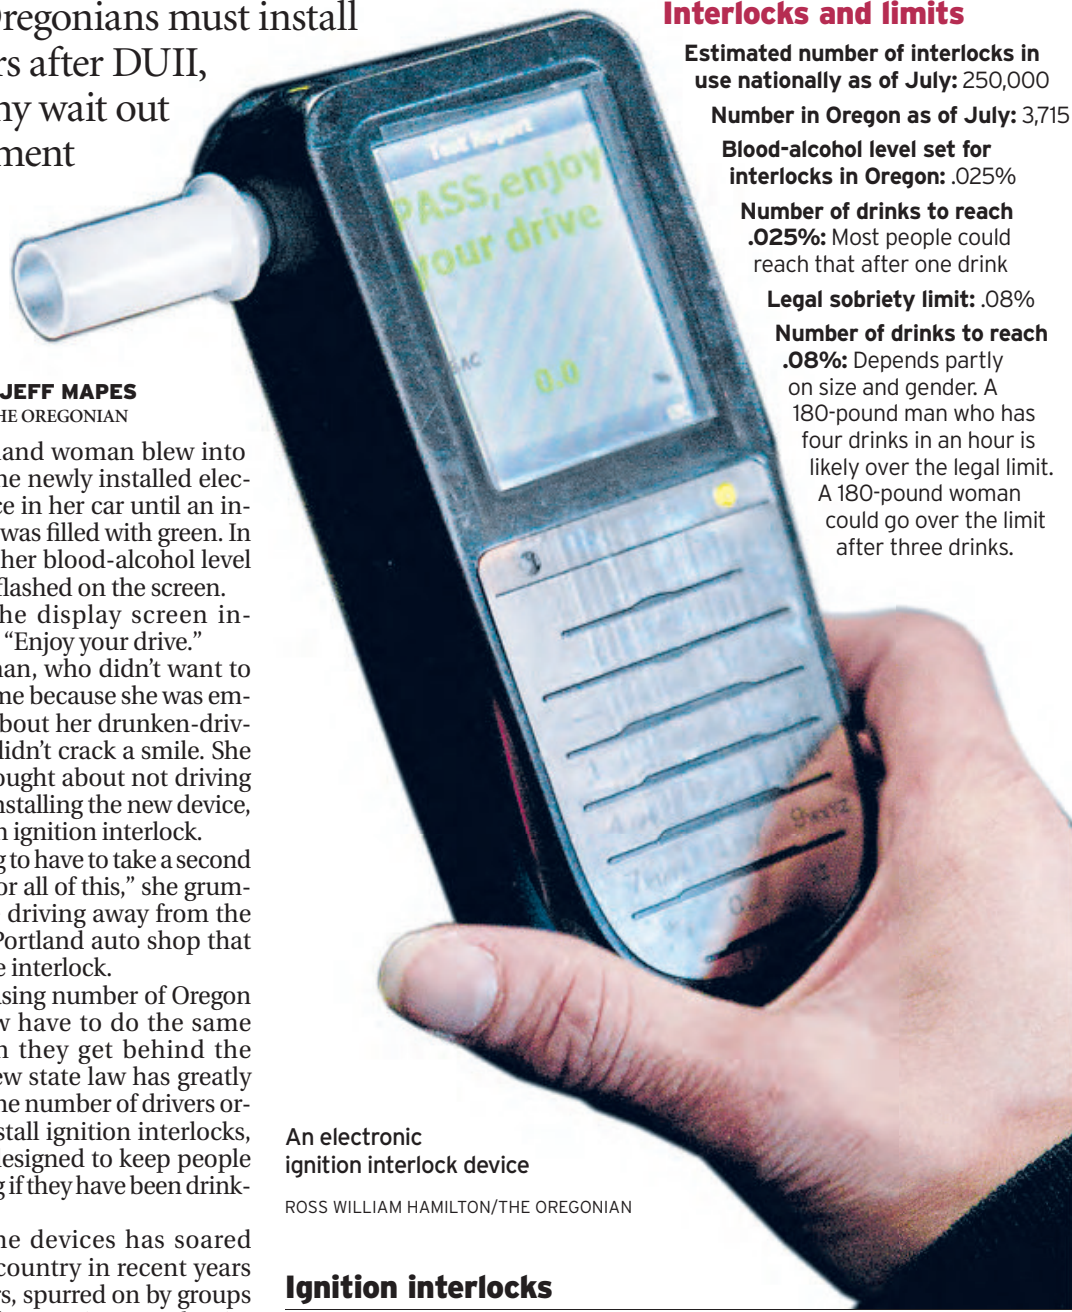 Oregonians must install
rs after DUII,
ny wait out
ment
JEFF MAPES
HE OREGONIAN
land woman blew into
he newly installed elec-
ce in her car until an in-
was filled with green. In
her blood-alcohol level
flashed on the screen.
he display screen in-
“Enjoy your drive.”
nan, who didn’t want to
me because she was em-
bout her drunken-driv-
didn’t crack a smile. She
ought about not driving
nstalling the new device,
n ignition interlock.
g to have to take a second
or all of this,” she grum-
driving away from the
Portland auto shop that
e interlock.
sing number of Oregon
w have to do the same
n they get behind the
ew state law has greatly
he number of drivers or-
stall ignition interlocks,
designed to keep people
g if they have been drink-
he devices has soared
country in recent years
rs, spurred on by groups
Test Report
PASS, enjoy
your drive
BAC
0.0
Interlocks and limits
Estimated number of interlocks in
use nationally as of July: 250,000
Number in Oregon as of July: 3,715
Blood-alcohol level set for
interlocks in Oregon: .025%
Number of drinks to reach
.025%: Most people could
reach that after one drink
Legal sobriety limit: .08%
Number of drinks to reach
.08%: Depends partly
on size and gender. A
180-pound man who has
four drinks in an hour is
likely over the legal limit.
A 180-pound woman
could go over the limit
after three drinks.
An electronic
ignition interlock device
ROSS WILLIAM HAMILTON/THE OREGONIAN
Ignition interlocks